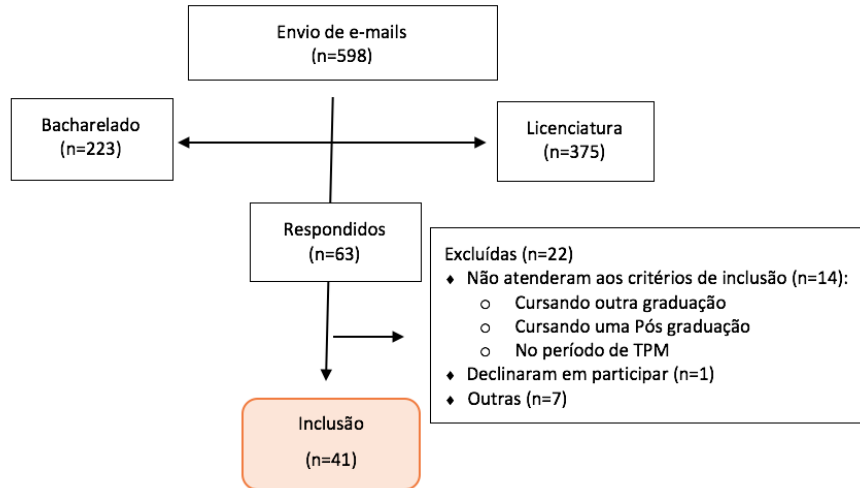 Envio de e-mails
(n=598)
Bacharelado
(n=223)
Licenciatura
(n=375)
Respondidos
(n=63)
Excluídas (n=22)
♦ Não atenderam aos critérios de inclusão (n=14):
o Cursando outra graduação
o Cursando uma Pós graduação
o No período de TPM
♦ Declinaram em participar (n=1)
♦ Outras (n=7)
Inclusão
(n=41)